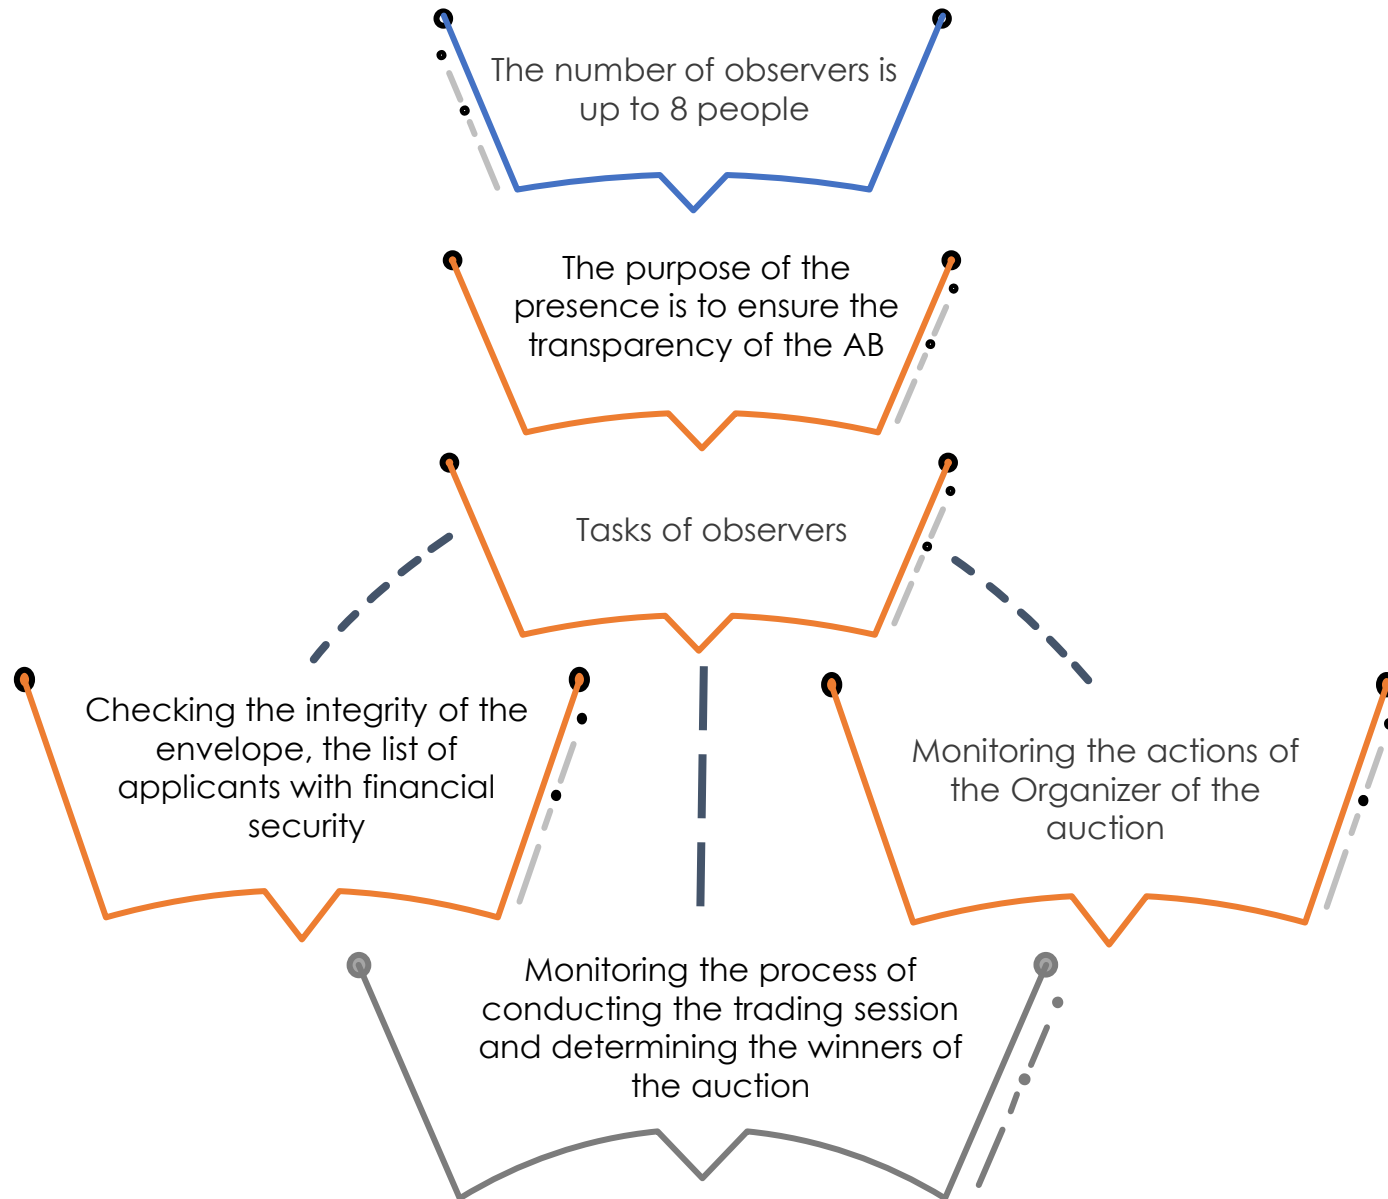 The number of observers is
up to 8 people
The purpose of the
presence is to ensure the
transparency of the AB
Tasks of observers
Checking the integrity of the
envelope, the list of
applicants with financial
security
Monitoring the actions of
the Organizer of the
auction
Monitoring the process of
conducting the trading session
and determining the winners of
the auction